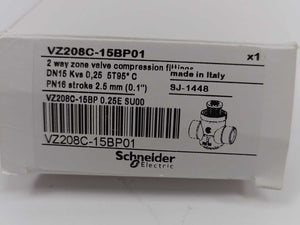 VZ208C-15BP01 x1
2 way zone valve compression fittings
DN15 Kvs 0,25 5T95° C made in Italy
PN16 stroke 2.5 mm (0.1") SJ-1448
VZ208C-15BP 0.25E SU00
VZ208C-15BP01
Schneider
Electric